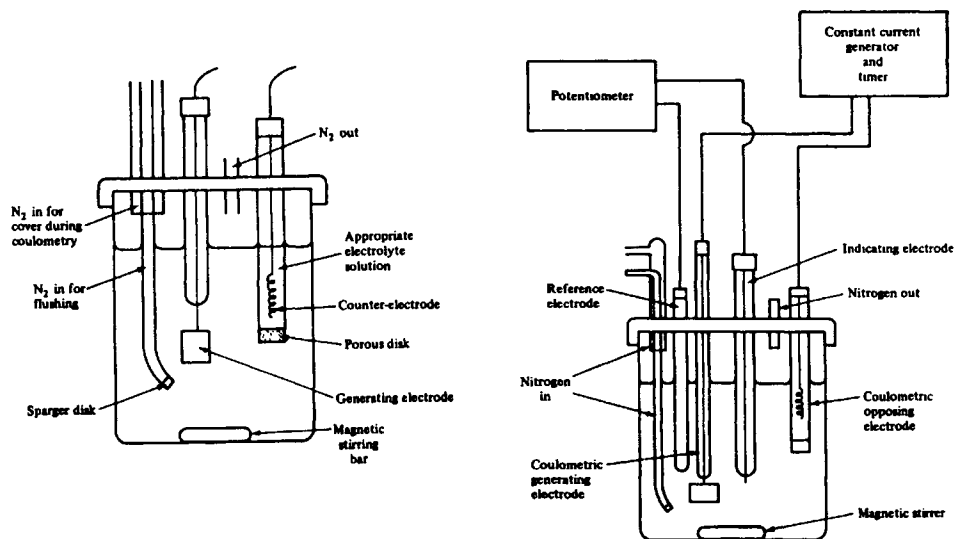 N2 out
N2 in for
cover during
coulometry
N2 in for
flushing
Sparger disk
Appropriate
electrolyte
solution
Counter-electrode
Porous disk
Generating electrode
Magnetic
stirring
bar
Potentiometer
Constant current
generator
and
timer
Indicating electrode
Reference
electrode
Nitrogen out
Nitrogen
in
Coulometric
opposing
electrode
Coulometric
generating
electrode
Magnetic stirrer